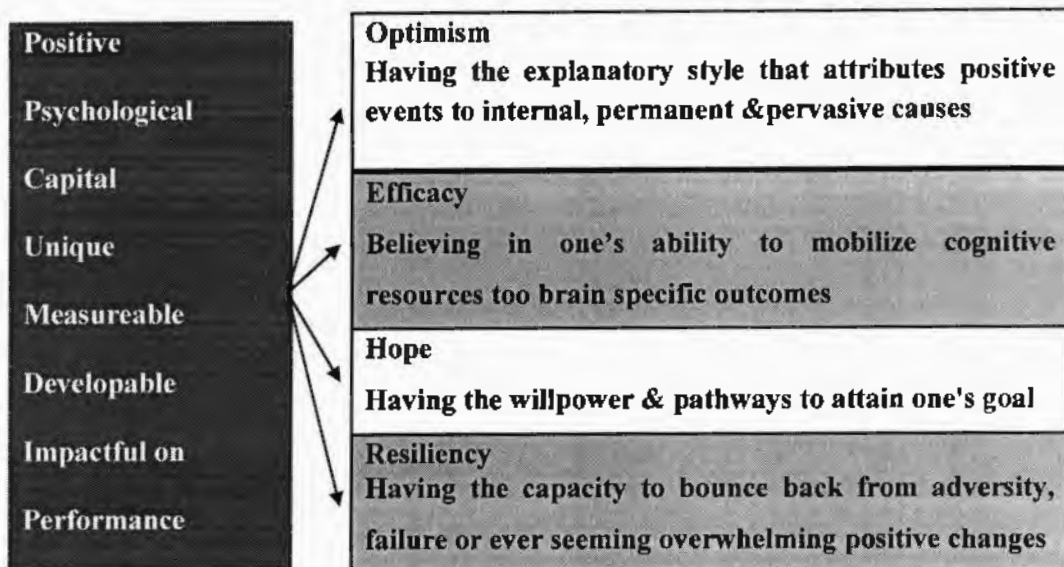 Positive
Psychological
Capital
Unique
Measureable
Developable
Impactful on
Performance
Optimism
Having the explanatory style that attributes positive
events to internal, permanent &pervasive causes
Efficacy
Believing in one's ability to mobilize cognitive
resources too brain specific outcomes
Hope
Having the willpower & pathways to attain one's goal
Resiliency
Having the capacity to bounce back from adversity,
failure or ever seeming overwhelming positive changes